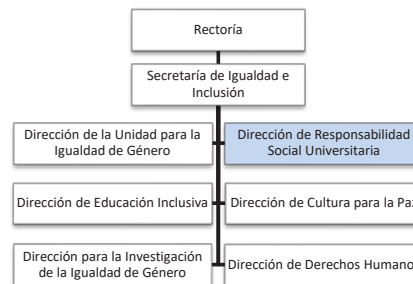 Rectoría
Secretaría de Igualdad e
Inclusión
Dirección de la Unidad para la
Igualdad de Género
Dirección de Responsabilidad
Social Universitaria
Dirección de Educación Inclusiva
Dirección de Cultura para la Paz
Dirección para la Investigación
de la Igualdad de Género
Dirección de Derechos Humano